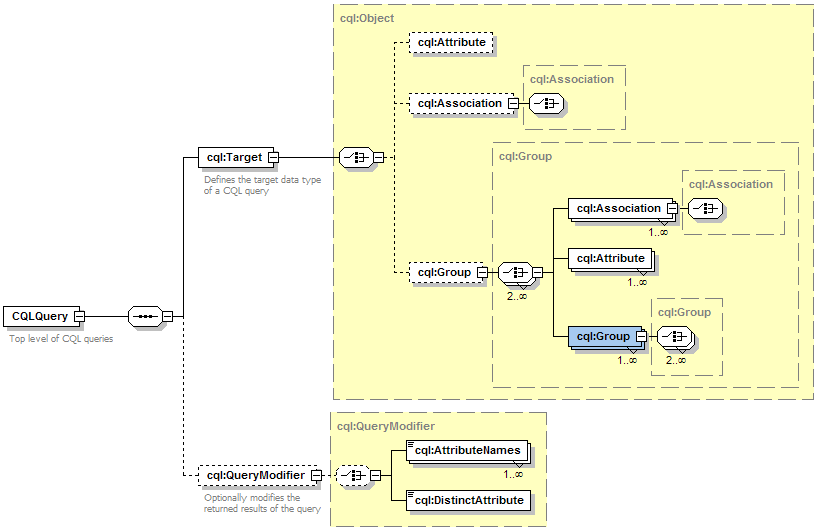 cql:Object
cql:Attribute
cql:Association
cql:Association
cql:Target
Defines the target data type
of a CQL query
cql:Group
cql:Association
cql:Association
1..∞
cql:Attribute
1..∞
cql:Group
2..∞
cql:Group
cql:Group
1..∞
2..∞
CQLQuery
Top level of CQL queries
cql:QueryModifier
cql:AttributeNames
1..∞
cql:QueryModifier
Optionally modifies the
returned results of the query
cql:DistinctAttribute